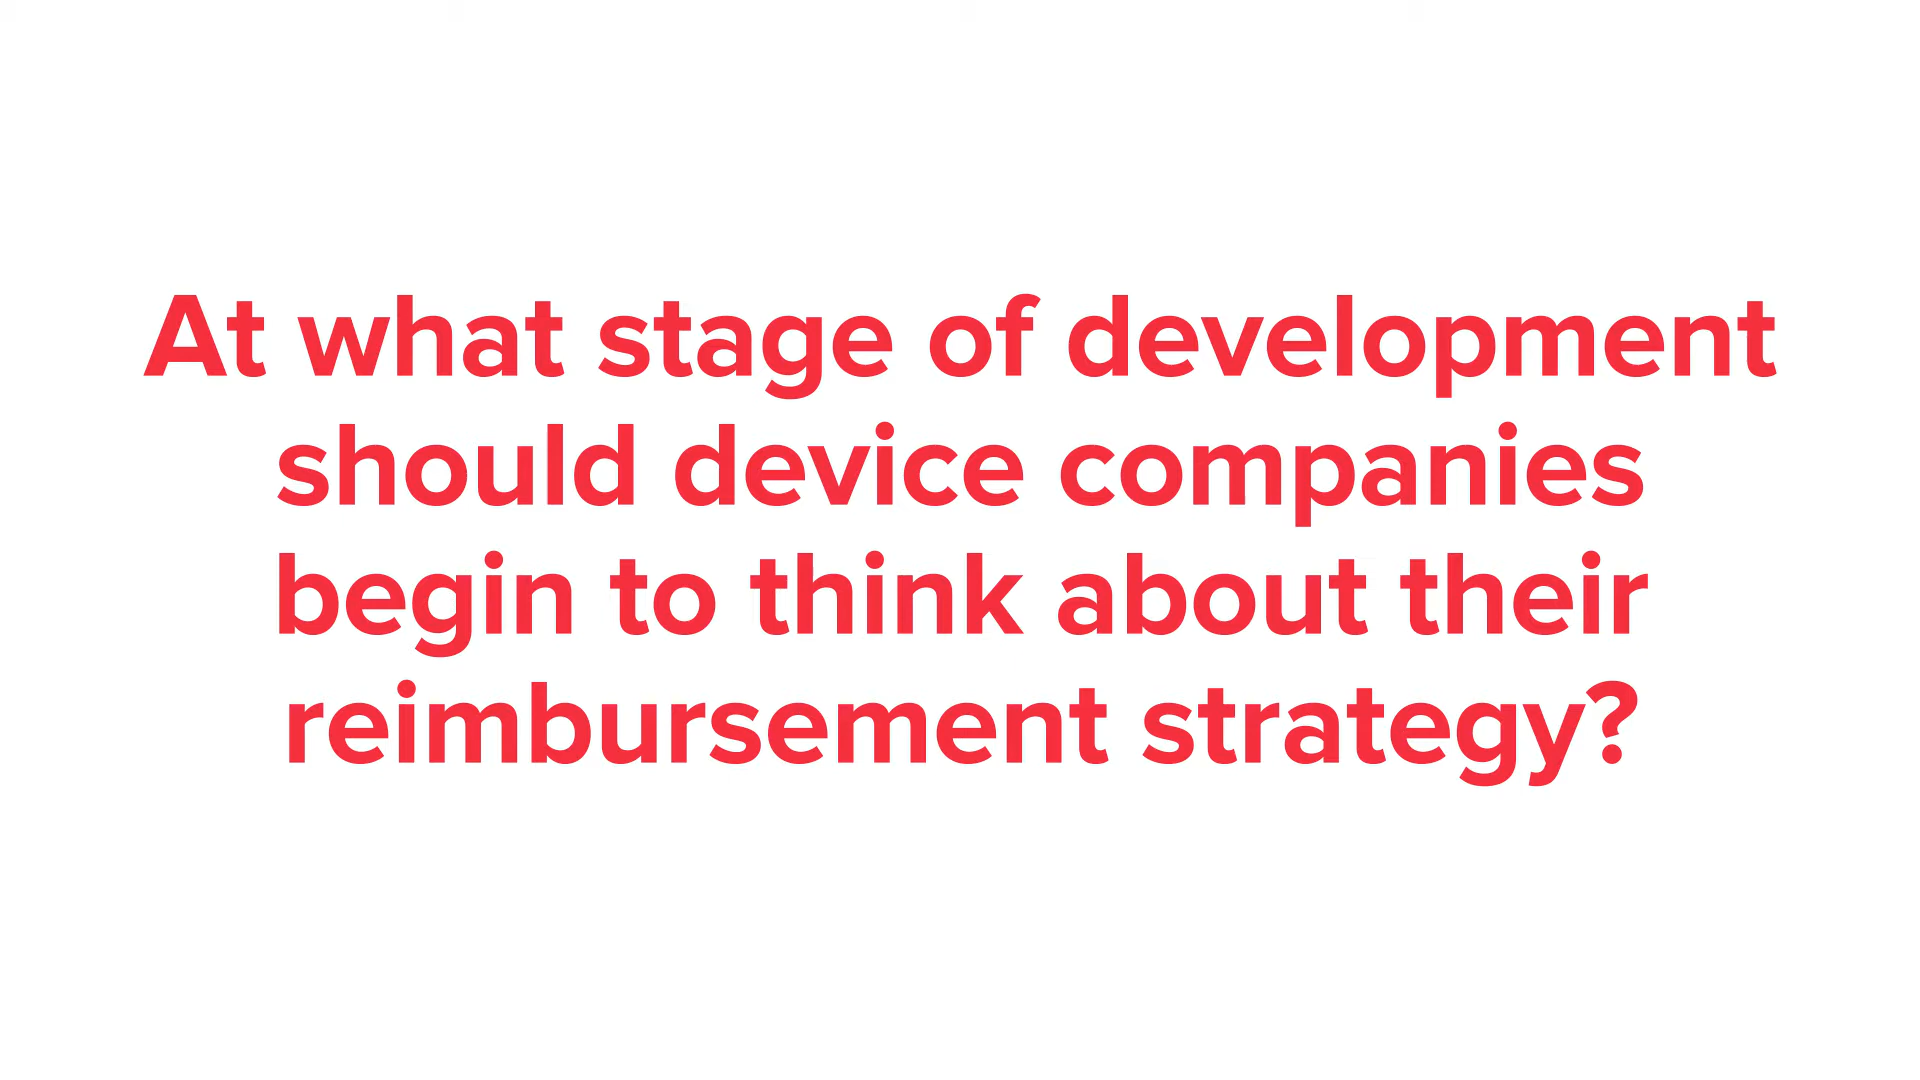 At what stage of development
should device companies
begin to think about their
reimbursement strategy?